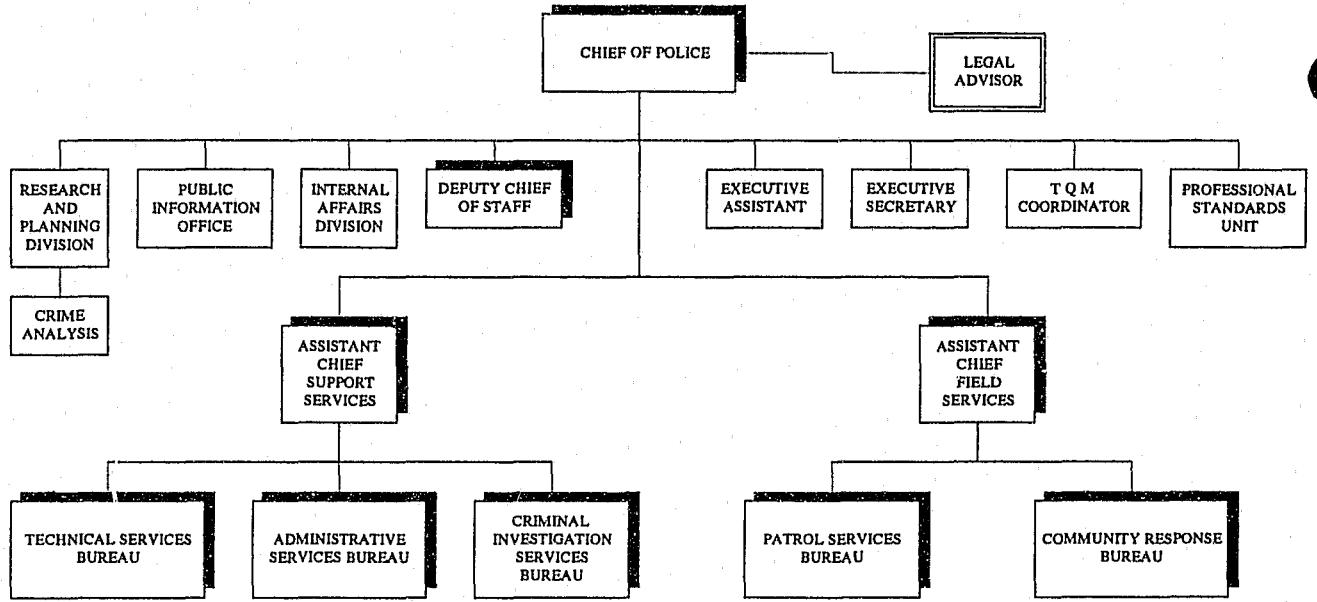 CHIEF OF POLICE
LEGAL
ADVISOR
RESEARCH
AND
PLANNING
DIVISION
PUBLIC
INFORMATION
OFFICE
INTERNAL
AFFAIRS
DIVISION
DEPUTY CHIEF
OF STAFF
EXECUTIVE
ASSISTANT
EXECUTIVE
SECRETARY
T Q M
COORDINATOR
PROFESSIONAL
STANDARDS
UNIT
CRIME
ANALYSIS
ASSISTANT
CHIEF
SUPPORT
SERVICES
ASSISTANT
CHIEF
FIELD
SERVICES
TECHNICAL SERVICES
BUREAU
ADMINISTRATIVE
SERVICES BUREAU
CRIMINAL
INVESTIGATION
SERVICES
BUREAU
PATROL SERVICES
BUREAU
COMMUNITY RESPONSE
BUREAU